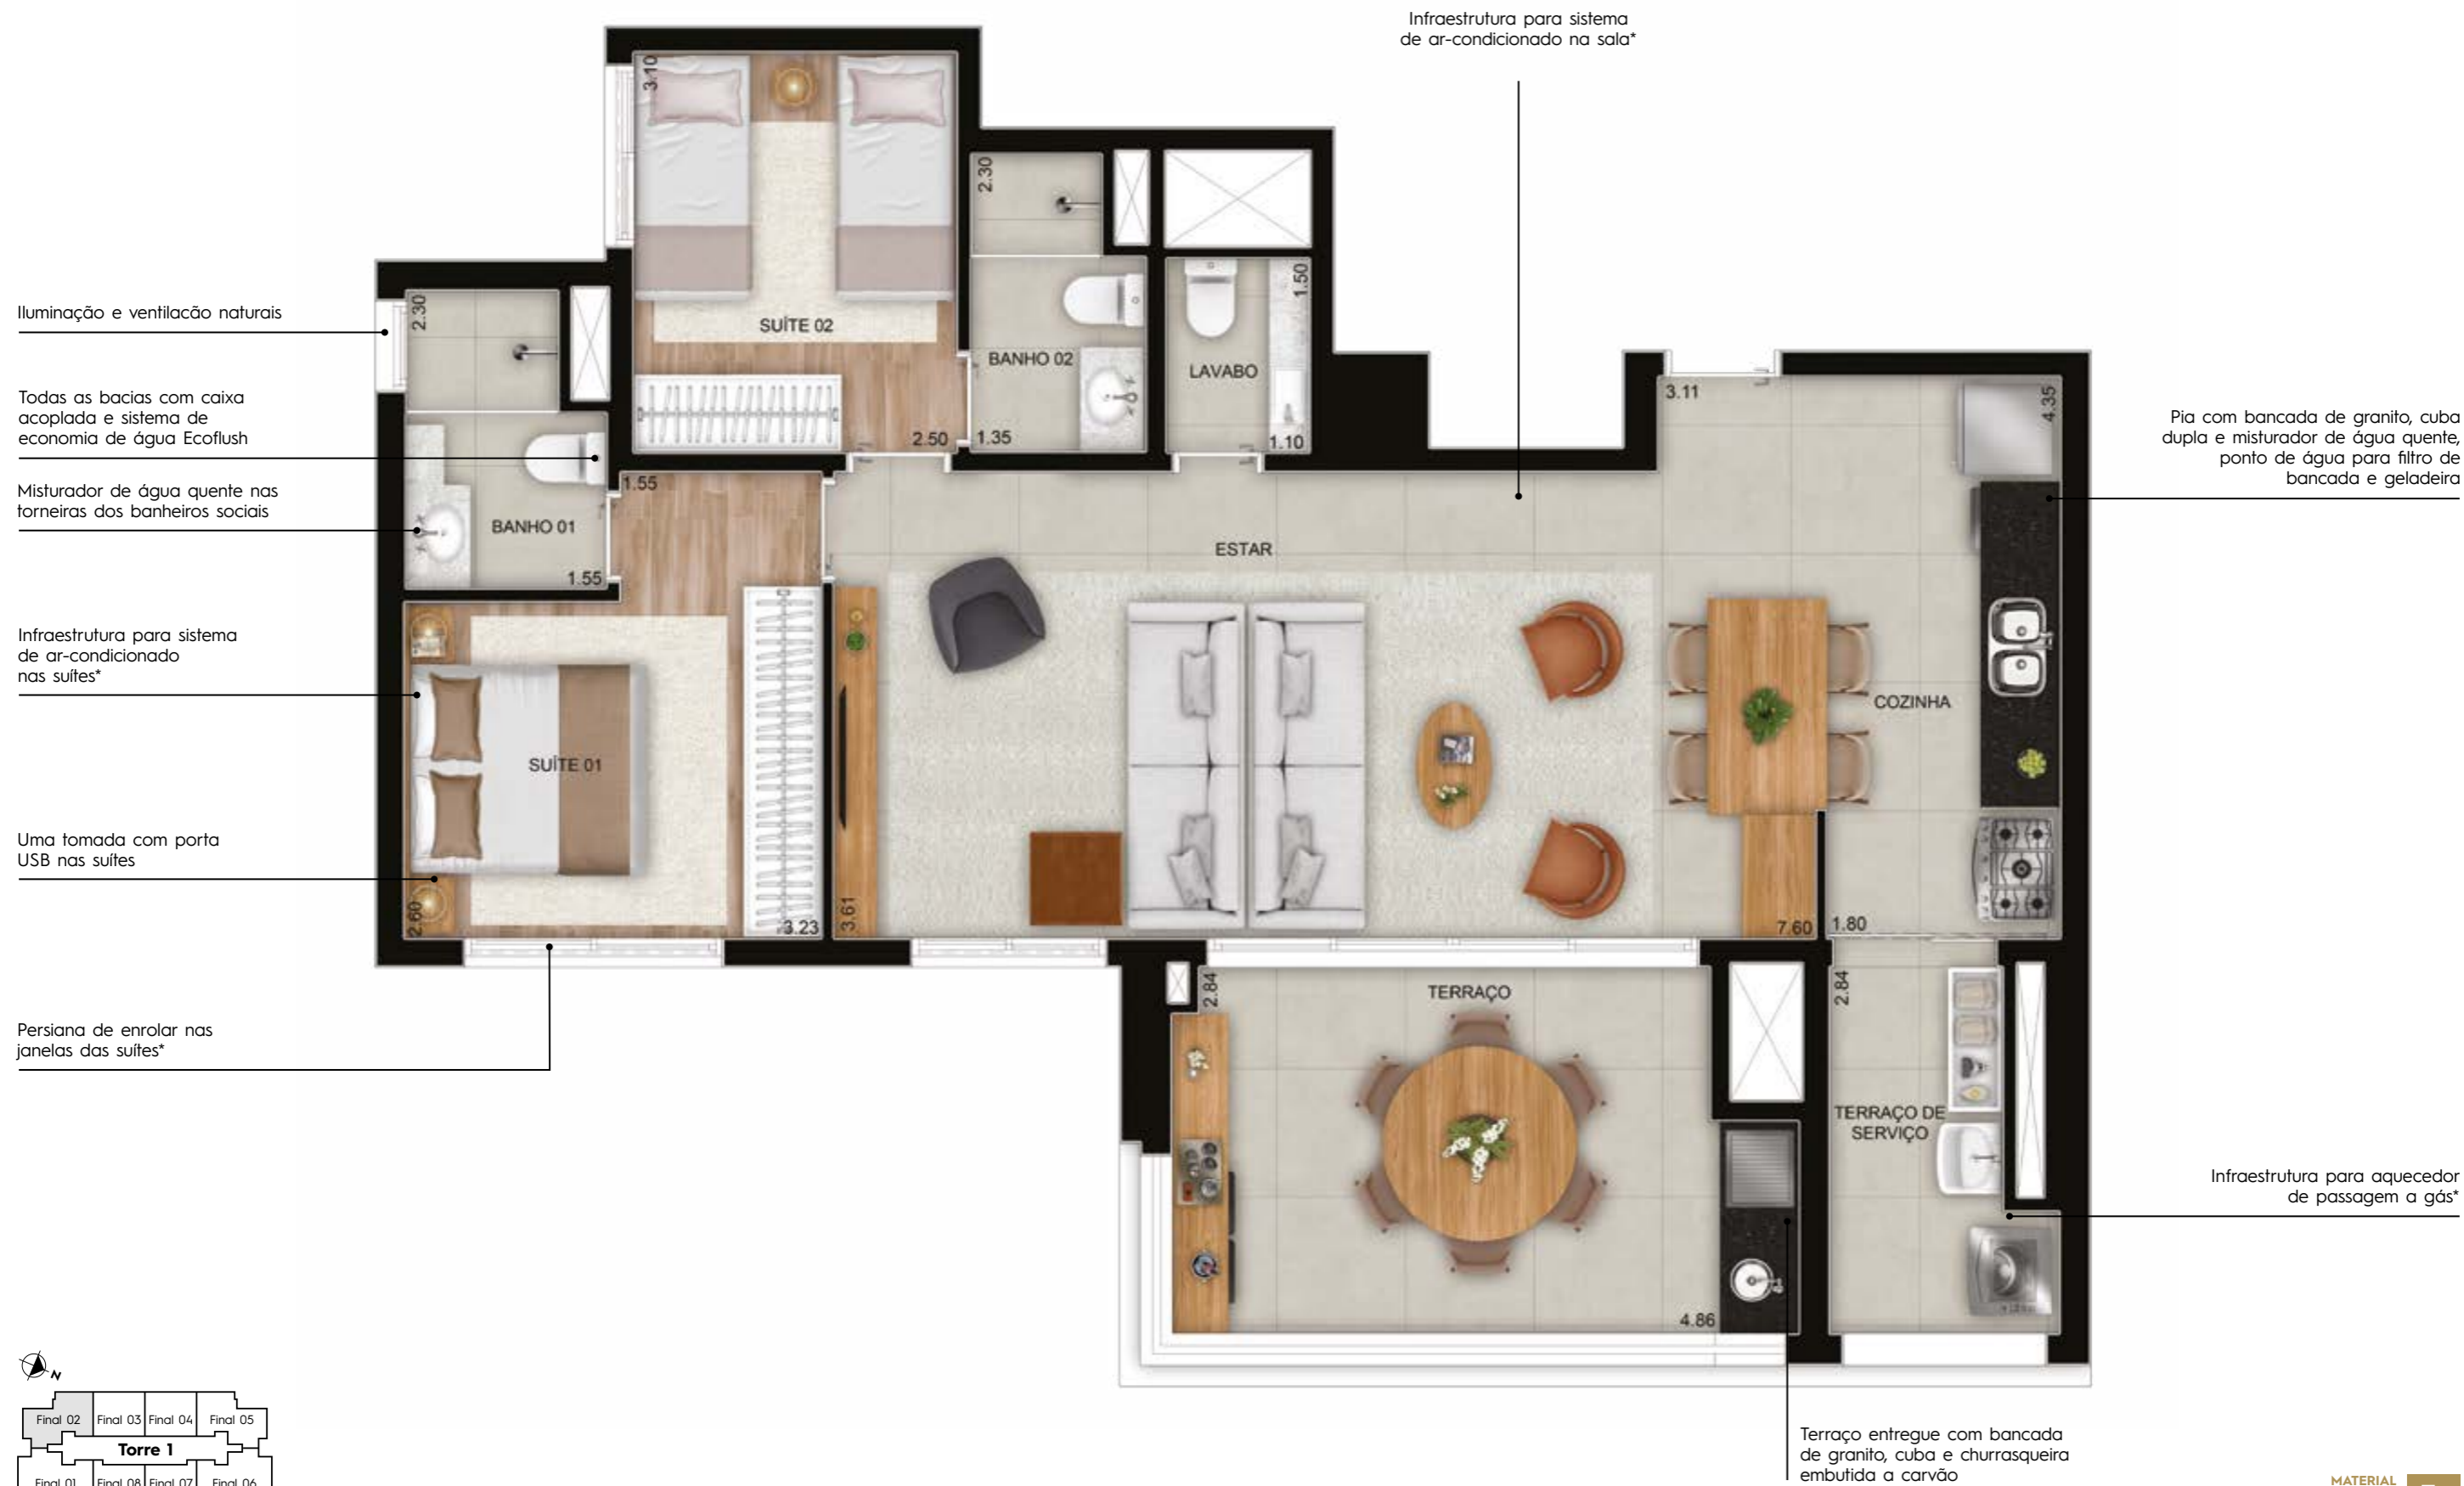 Infraestrutura para sistema
de ar-condicionado na sala*
Iluminação e ventilacão naturais
Todas as bacias com caixa
acoplada e sistema de
economia de água Ecoflush
Misturador de água quente nas
torneiras dos banheiros sociais
Infraestrutura para sistema
de ar-condicionado
nas suítes*
Uma tomada com porta
USB nas suítes
Persiana de enrolar nas
janelas das suítes*
3.10
SUÍTE 02
2.50
2.30
BANHO 02
1.35
LAVABO
1.50
1.10
2.30
BANHO 01
1.55
1.55
SUÍTE 01
2.60
3.23
ESTAR
3.61
7.60
3.11
4.35
COZINHA
1.80
2.84
TERRAÇO
4.86
2.84
TERRAÇO DE
SERVIÇO
Pia com bancada de granito, cuba
dupla e misturador de água quente,
ponto de água para filtro de
bancada e geladeira
Infraestrutura para aquecedor
de passagem a gás*
Terraço entregue com bancada
de granito, cuba e churrasqueira
embutida a carvão
N
Final 02
Final 03
Final 04
Final 05
Torre 1
Final 01
Final 08
Final 07
Final 06
MATERIAL